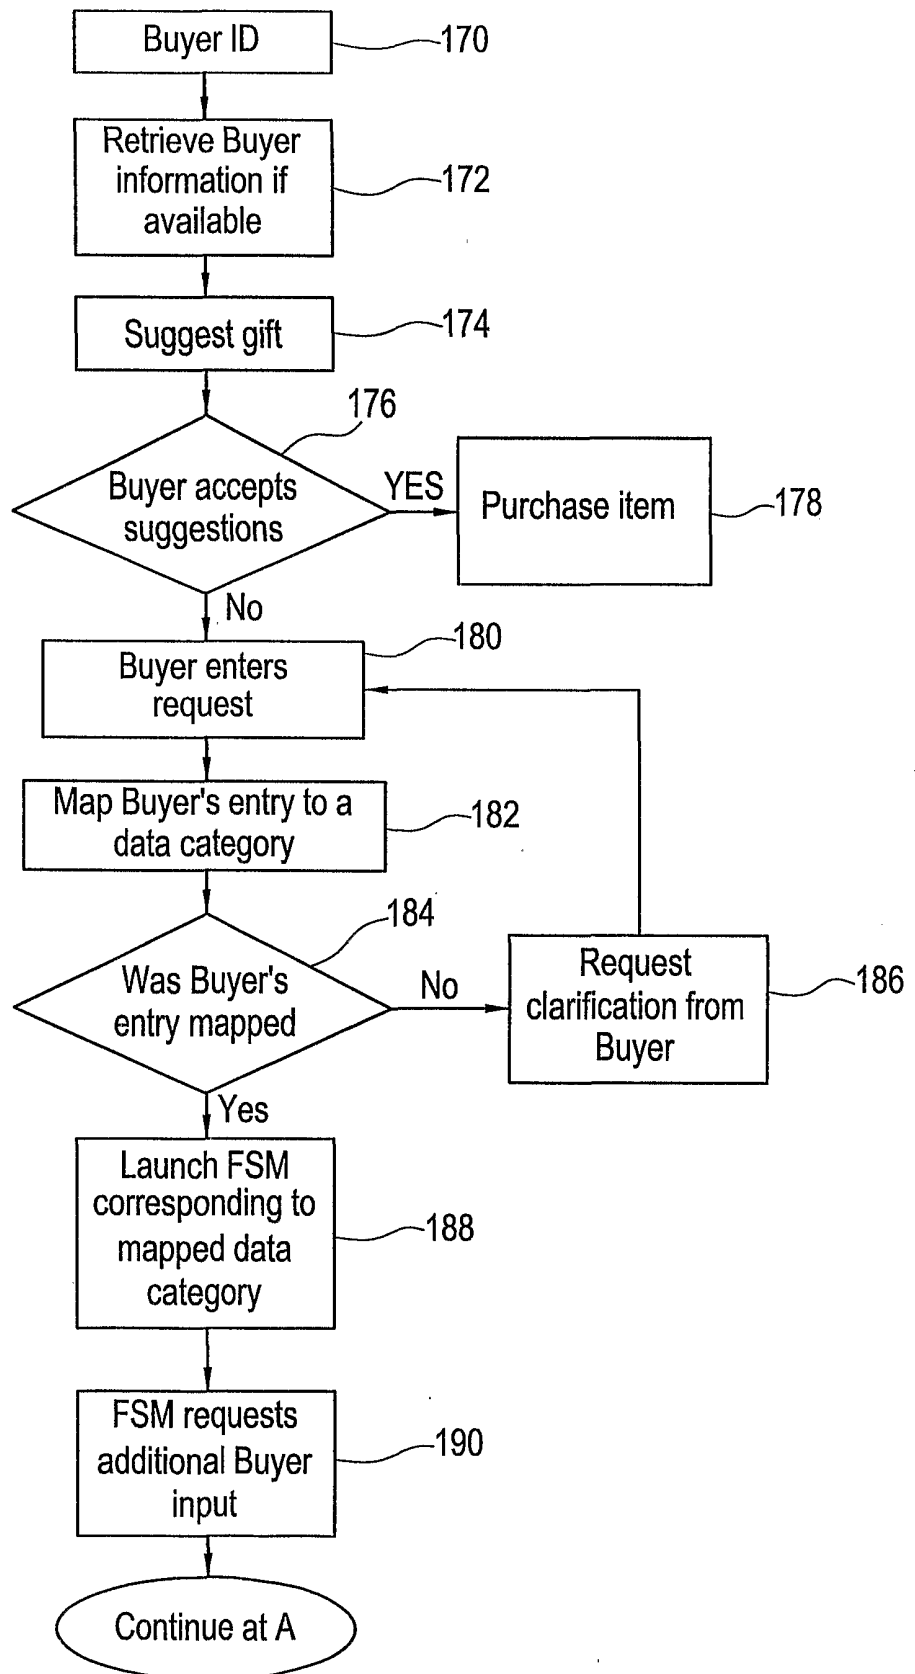 Buyer ID
170
Retrieve Buyer
information if
available
172
Suggest gift
174
176
Buyer accepts
suggestions
YES
Purchase item
178
No
180
Buyer enters
request
Map Buyer's entry to a
data category
182
184
Was Buyer's
entry mapped
No
Request
clarification from
Buyer
186
Yes
Launch FSM
corresponding to
mapped data
category
188
FSM requests
additional Buyer
input
190
Continue at A